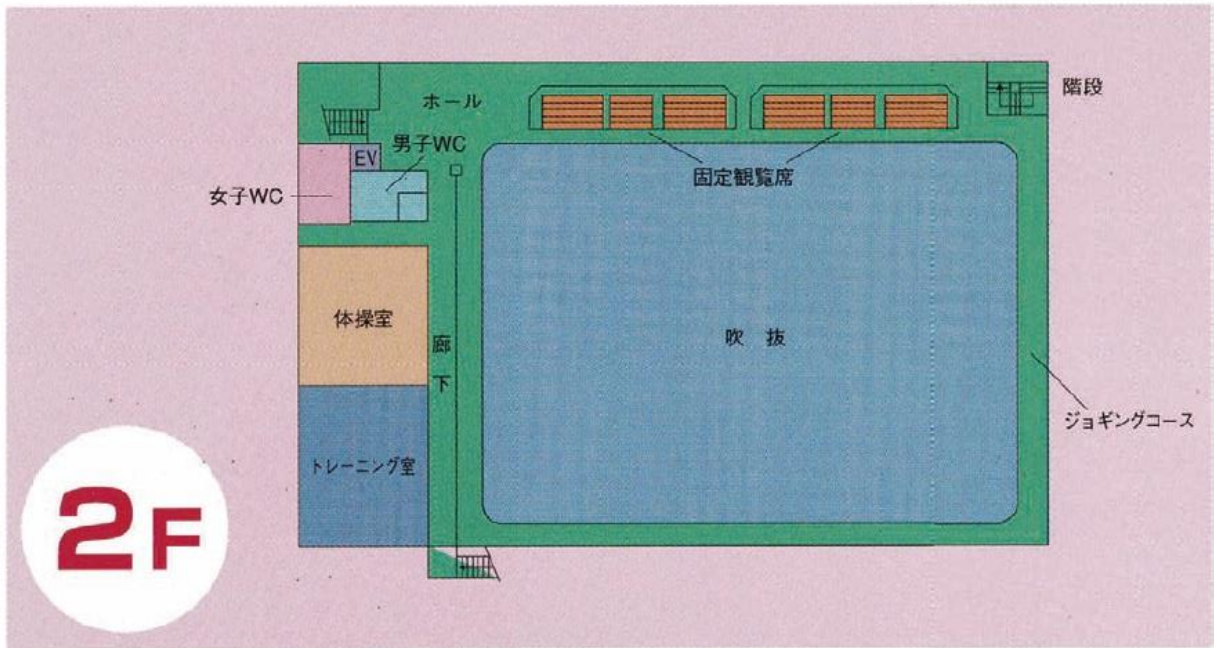 階段
ホール
男子WC
EV
固定観覧席
女子WC
体操室
吹 抜
廊
下
ジョギングコース
トレーニング室
2F